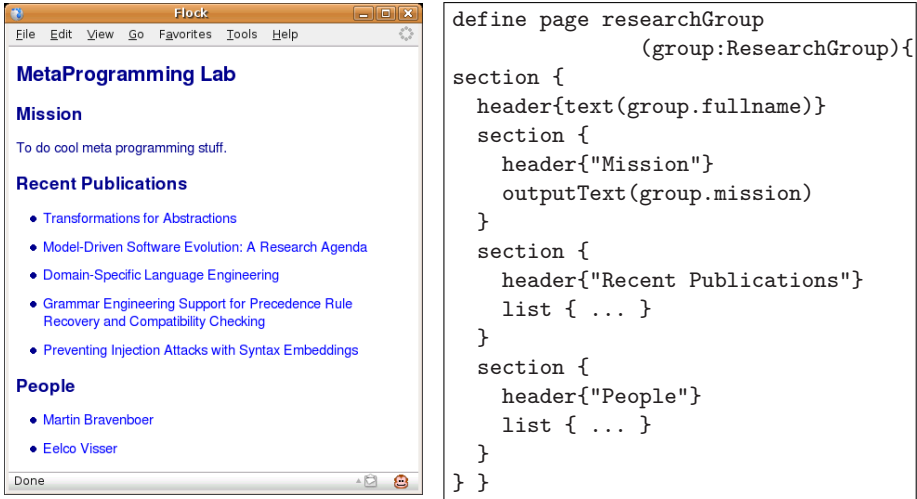 Flock
File Edit View Go Favorites Tools Help
MetaProgramming Lab
Mission
To do cool meta programming stuff.
Recent Publications
Transformations for Abstractions
Model-Driven Software Evolution: A Research Agenda
Domain-Specific Language Engineering
Grammar Engineering Support for Precedence Rule
Recovery and Compatibility Checking
Preventing Injection Attacks with Syntax Embeddings
People
Martin Bravenboer
Eelco Visser
Done
define page researchGroup
(group:ResearchGroup){
section {
header{text(group.fullname)}
section {
header{"Mission"}
outputText(group.mission)
}
section {
header{"Recent Publications"}
list { ... }
}
section {
header{"People"}
list { ... }
}
} }